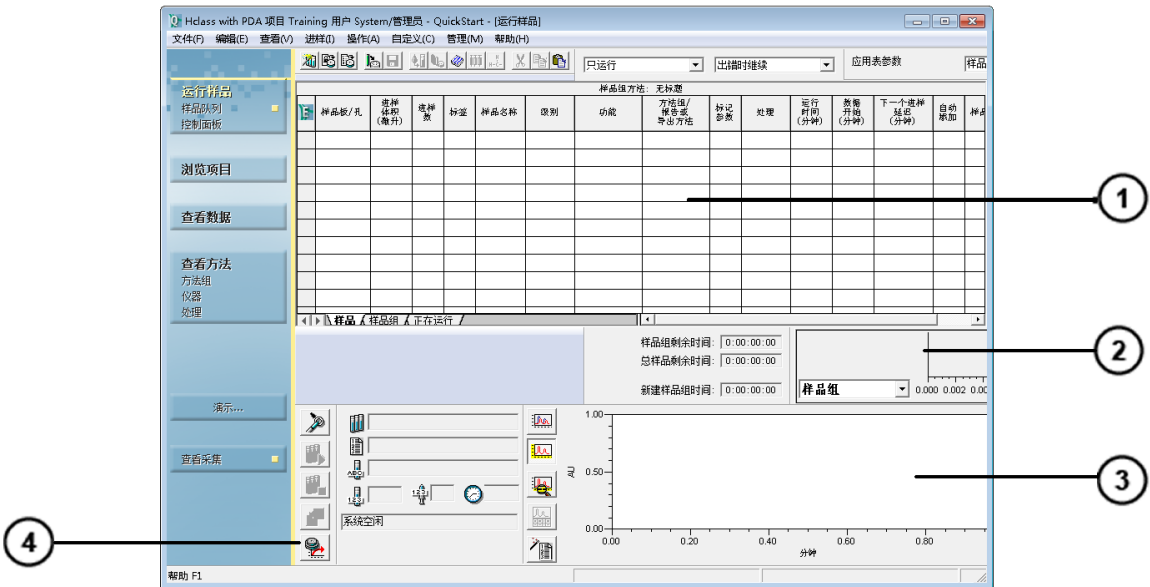 Hclass with PDA 项目 Training 用户 System/管理员 - QuickStart - [运行样品]
文件(F) 编辑(E) 查看(V) 进样(I) 操作(A) 自定义(C) 管理(M) 帮助(H)
只运行 出错时继续 应用表参数 样品
运行样品
样品队列
控制面板
浏览项目
查看数据
查看方法
方法组
仪器
处理
演示...
查看采集
样品组方法: 无标题
样品板/孔 进样体积(毫升) 进样数 标签 样品名称 级别 功能 方法组/报告或导出方法 标记参数 处理 运行时间(分钟) 数据开始(分钟) 下一个进样延迟(分钟) 自动添加
样品 样品组 正在运行
样品组剩余时间: 0:00:00:00
总样品剩余时间: 0:00:00:00
新建样品组时间: 0:00:00:00
样品组
0.000 0.002 0.00
ABC
123 123
系统空闲
1.00
AU
0.50
0.00
0.00 0.20 0.40 0.60 0.80
分钟
帮助 F1
1
2
3
4